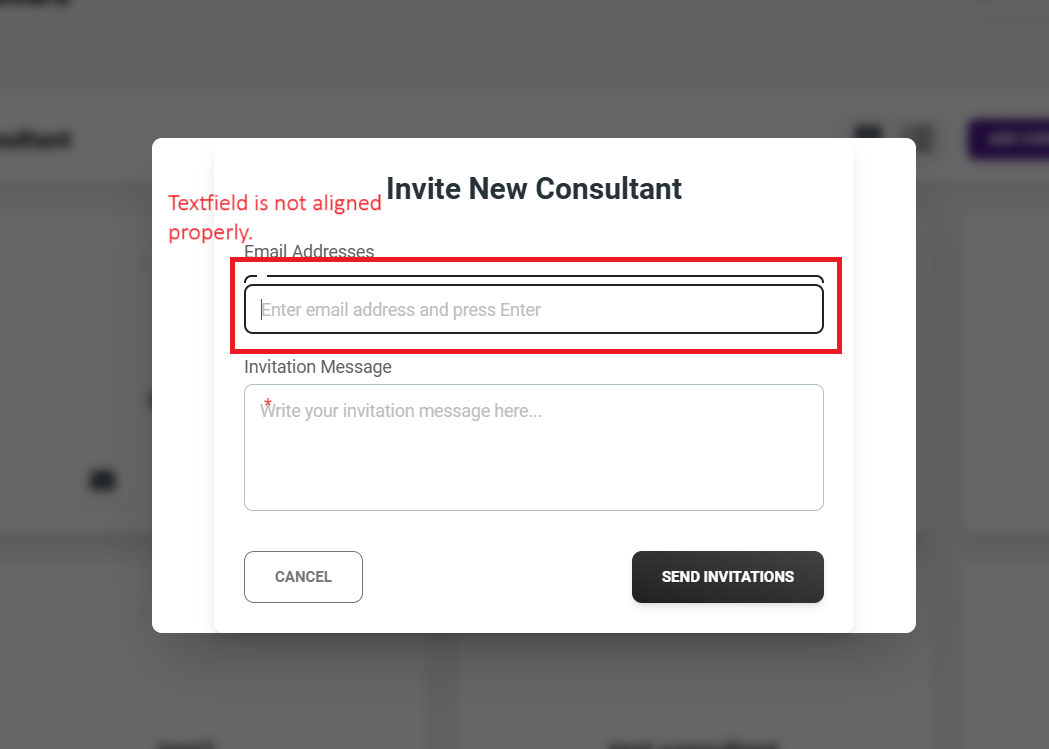 Invite New Consultant
Textfield is not aligned
properly.
Email Addresses
Enter email address and press Enter
Invitation Message
*
Write your invitation message here...
CANCEL
SEND INVITATIONS